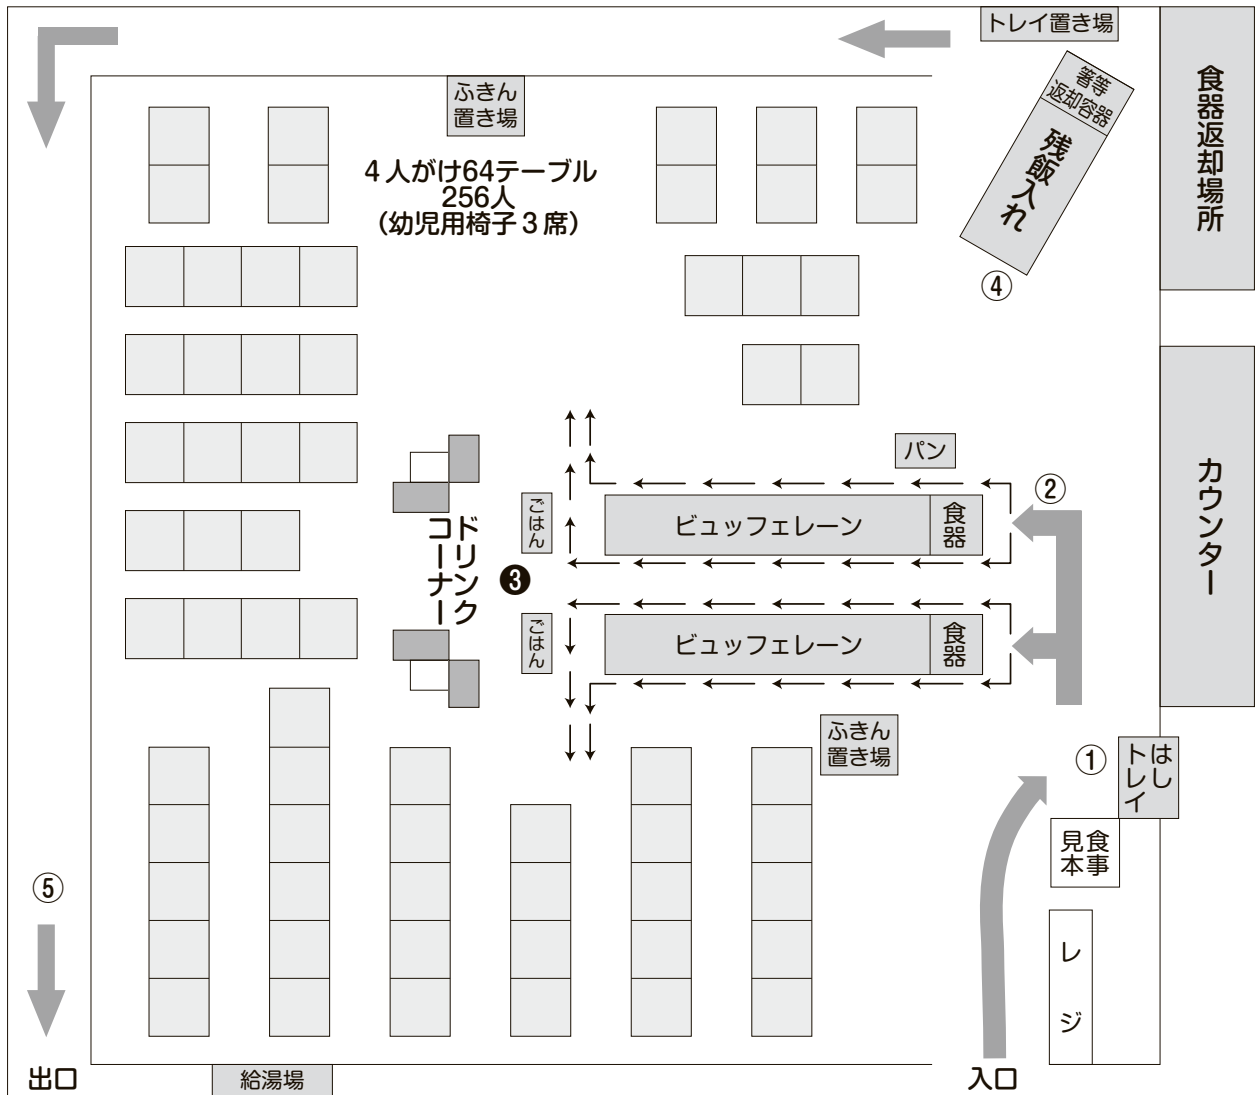 トレイ置き場
食器返却場所
箸等
返却容器
残飯入れ
④
ふきん
置き場
4人がけ64テーブル
256人
(幼児用椅子3席)
カウンター
パン
②
ごはん
ビュッフェレーン
食器
ドリンク
コーナー
❸
ごはん
ビュッフェレーン
食器
ふきん
置き場
①
はし
トレイ
食事
見本
レジ
⑤
出口
給湯場
入口